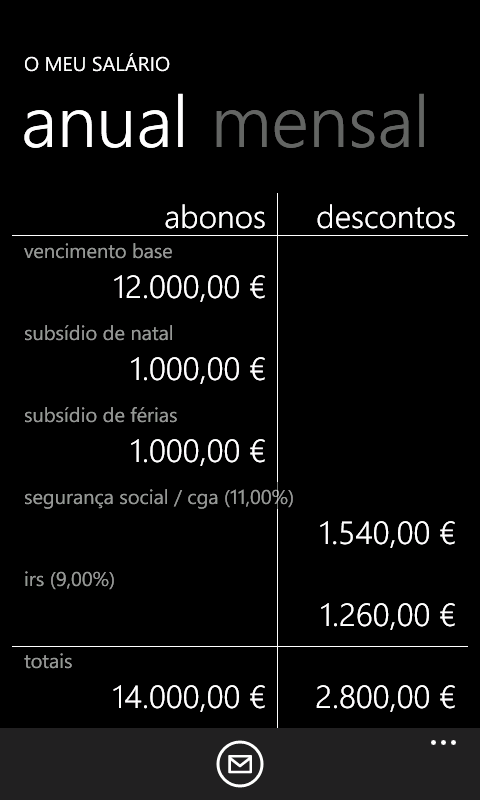 O MEU SALÁRIO
anual mensal
abonos descontos
vencimento base
12.000,00 €
subsídio de natal
1.000,00 €
subsídio de férias
1.000,00 €
segurança social / cga (11,00%)
1.540,00 €
irs (9,00%)
1.260,00 €
totais
14.000,00 € 2.800,00 €